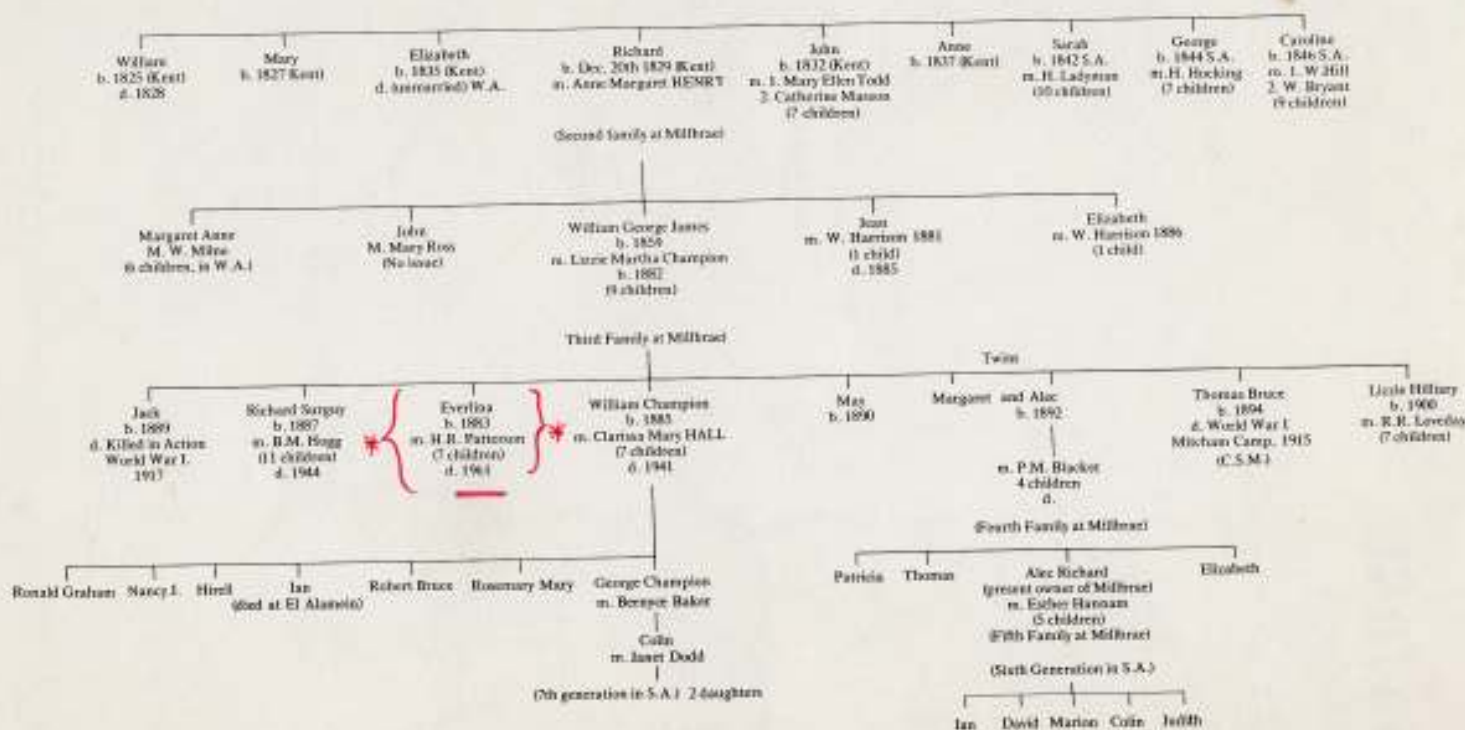 William
b. 1825 (Kent)
d. 1828
Mary
b. 1827 (Kent)
Elizabeth
b. 1835 (Kent)
d. (unmarried) W.A.
Richard
b. Dec. 20th 1829 (Kent)
m. Anne Margaret HENRY
John
b. 1832 (Kent)
m. 1. Mary Ellen Todd
2. Catherine Manson
(7 children)
Anne
b. 1837 (Kent)
Sarah
b. 1842 S.A.
m. H. Ladyman
(10 children)
George
b. 1844 S.A.
m. H. Hocking
(7 children)
Caroline
b. 1846 S.A.
m. 1. W. Hill
2. W. Bryant
(9 children)
(Second family at Millbrae)
Margaret Anne
M. W. Milne
(6 children, in W.A.)
John
M. Mary Ross
(No issue)
William George James
b. 1859
m. Lizzie Martha Champion
b. 1882
(9 children)
Jean
m. W. Harrison 1881
(1 child)
d. 1885
Elizabeth
m. W. Harrison 1886
(1 child)
Third Family at Millbrae)
Twins
Jack
b. 1889
d. Killed in Action
World War I.
1917
Richard Surguy
b. 1887
m. B.M. Hogg
(11 children)
d. 1944
Everlina
b. 1883
m. H.R. Patterson
(7 children)
d. 1961
William Champion
b. 1885
m. Clarissa Mary HALL
(7 children)
d. 1941
May
b. 1890
Margaret and Alec
b. 1892
m. P.M. Blacket
4 children
d.
Thomas Bruce
b. 1894
d. World War I.
Mitcham Camp, 1915
(C.S.M.)
Lizzie Hilliary
b. 1900
m. R.R. Loveday
(7 children)
(Fourth Family at Millbrae)
Ronald Graham
Nancy I.
Hirell
Ian
(died at El Alamein)
Robert Bruce
Rosemary Mary
George Champion
m. Bernyce Baker
Colin
m. Janet Dodd
(7th generation in S.A.) 2 daughters
Patricia
Thomas
Alec Richard
(present owner of Millbrae)
m. Esther Hannam
(5 children)
(Fifth Family at Millbrae)
Elizabeth
(Sixth Generation in S.A.)
Ian David Marion Colin Judith